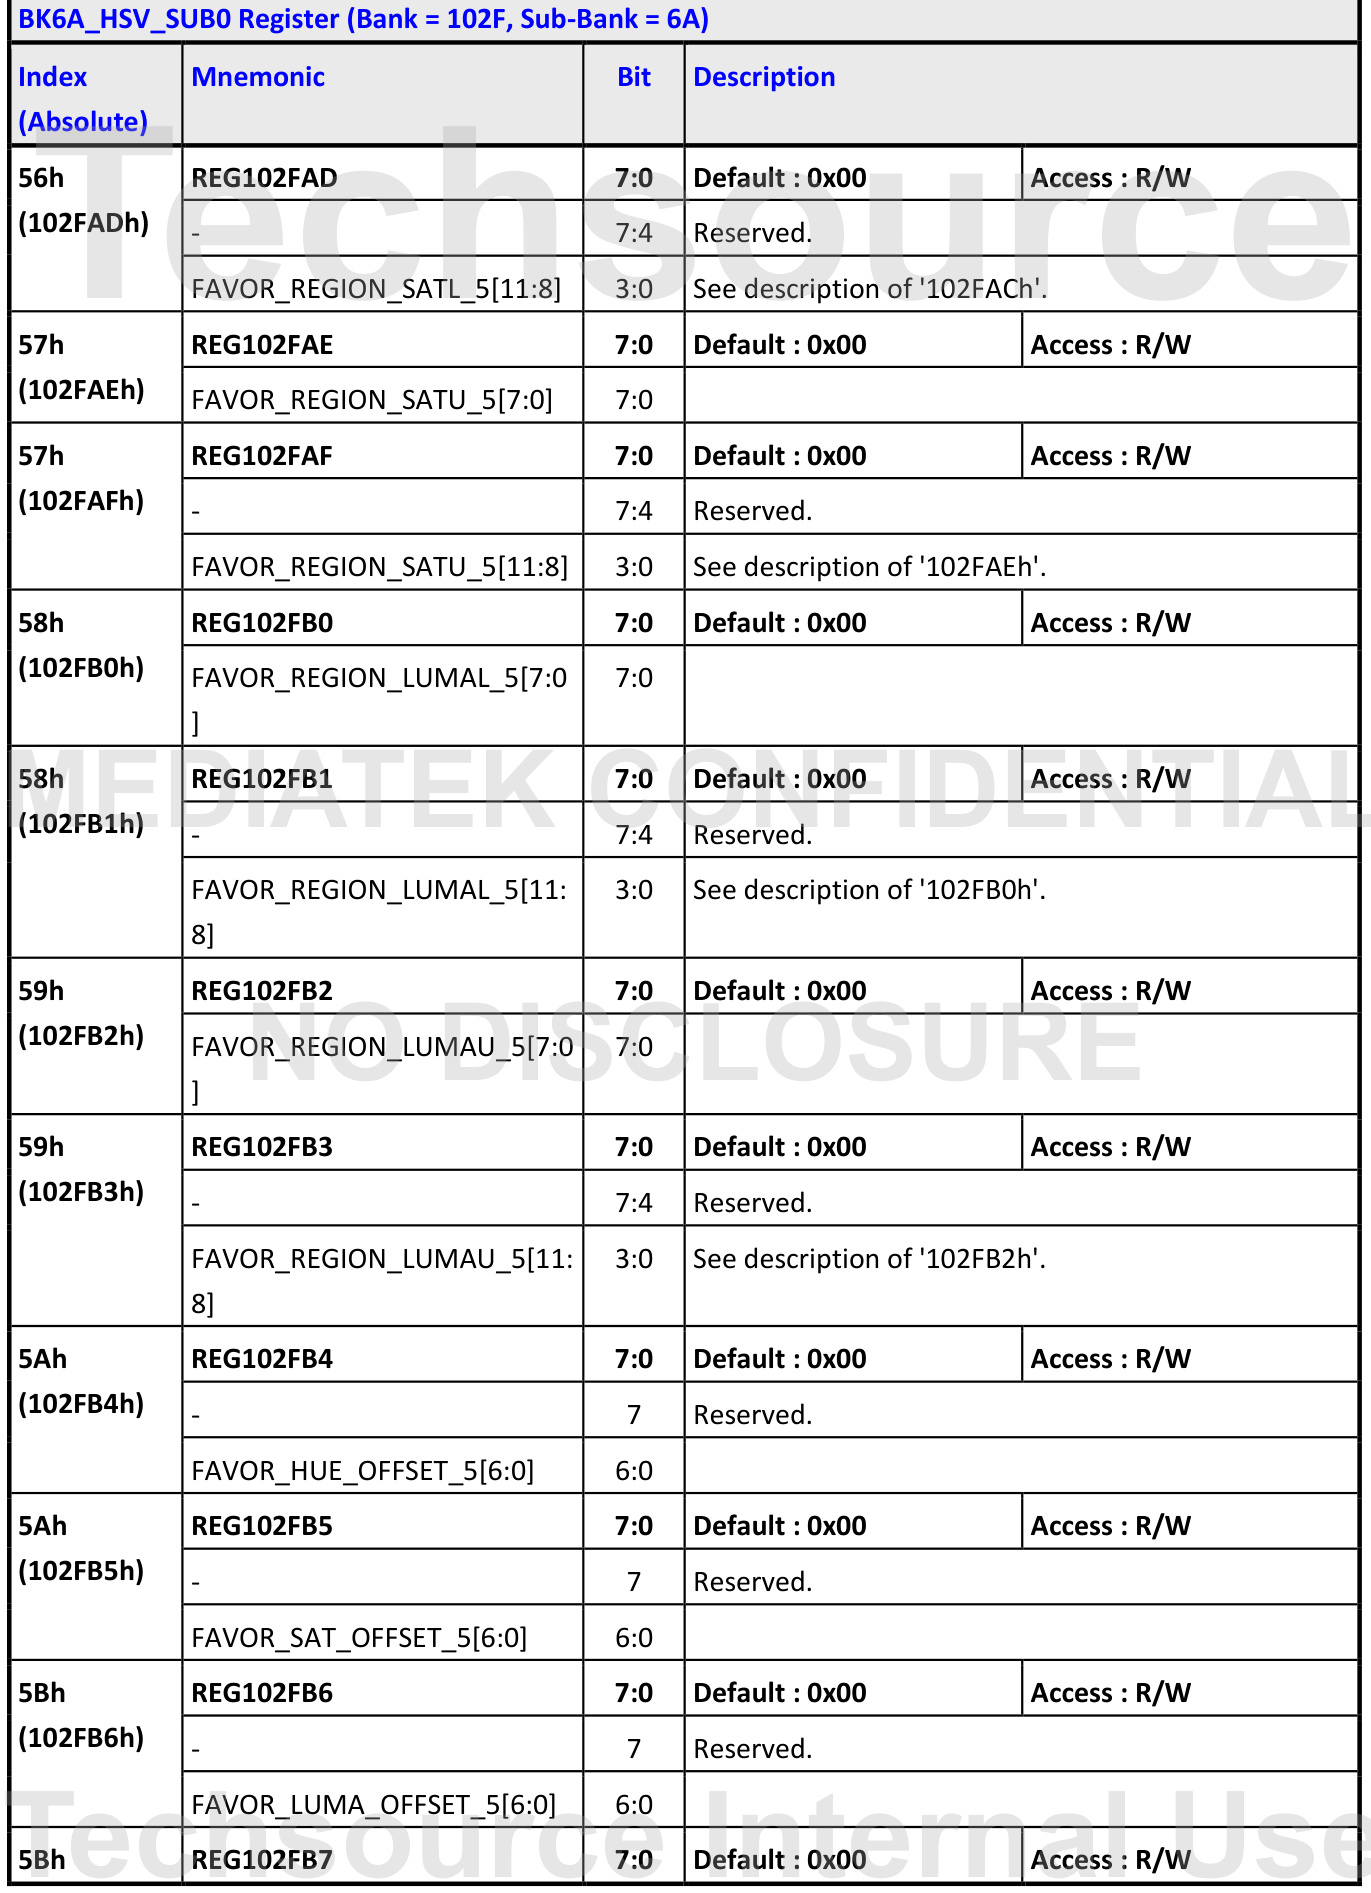 BK6A_HSV_SUB0 Register (Bank = 102F, Sub-Bank = 6A)
Index Mnemonic Bit Description
(Absolute)
Techsource
56h REG102FAD 7:0 Default : 0x00 Access : R/W
(102FADh) - 7:4 Reserved.
FAVOR_REGION_SATL_5[11:8] 3:0 See description of '102FACh'.
57h REG102FAE 7:0 Default : 0x00 Access : R/W
(102FAEh) FAVOR_REGION_SATU_5[7:0] 7:0
57h REG102FAF 7:0 Default : 0x00 Access : R/W
(102FAFh) - 7:4 Reserved.
FAVOR_REGION_SATU_5[11:8] 3:0 See description of '102FAEh'.
58h REG102FB0 7:0 Default : 0x00 Access : R/W
(102FB0h) FAVOR_REGION_LUMAL_5[7:0 7:0
]
MEDIATEK CONFIDENTIAL
58h REG102FB1 7:0 Default : 0x00 Access : R/W
(102FB1h) - 7:4 Reserved.
FAVOR_REGION_LUMAL_5[11: 3:0 See description of '102FB0h'.
8]
59h REG102FB2 7:0 Default : 0x00 Access : R/W
NO DISCLOSURE
(102FB2h) FAVOR_REGION_LUMAU_5[7:0 7:0
]
59h REG102FB3 7:0 Default : 0x00 Access : R/W
(102FB3h) - 7:4 Reserved.
FAVOR_REGION_LUMAU_5[11: 3:0 See description of '102FB2h'.
8]
5Ah REG102FB4 7:0 Default : 0x00 Access : R/W
(102FB4h) - 7 Reserved.
FAVOR_HUE_OFFSET_5[6:0] 6:0
5Ah REG102FB5 7:0 Default : 0x00 Access : R/W
(102FB5h) - 7 Reserved.
FAVOR_SAT_OFFSET_5[6:0] 6:0
5Bh REG102FB6 7:0 Default : 0x00 Access : R/W
(102FB6h) - 7 Reserved.
FAVOR_LUMA_OFFSET_5[6:0] 6:0
Techsource Internal Use
5Bh REG102FB7 7:0 Default : 0x00 Access : R/W